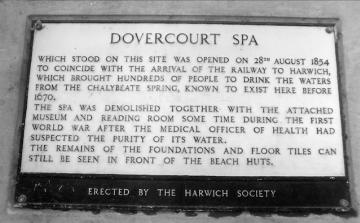 DOVERCOURT SPA
WHICH STOOD ON THIS SITE WAS OPENED ON 28TH AUGUST 1854
TO COINCIDE WITH THE ARRIVAL OF THE RAILWAY TO HARWICH,
WHICH BROUGHT HUNDREDS OF PEOPLE TO DRINK THE WATERS
FROM THE CHALYBEATE SPRING, KNOWN TO EXIST HERE BEFORE
1670.
THE SPA WAS DEMOLISHED TOGETHER WITH THE ATTACHED
MUSEUM AND READING ROOM SOME TIME DURING THE FIRST
WORLD WAR AFTER THE MEDICAL OFFICER OF HEALTH HAD
SUSPECTED THE PURITY OF ITS WATER.
THE REMAINS OF THE FOUNDATIONS AND FLOOR TILES CAN
STILL BE SEEN IN FRONT OF THE BEACH HUTS.
ERECTED BY THE HARWICH SOCIETY